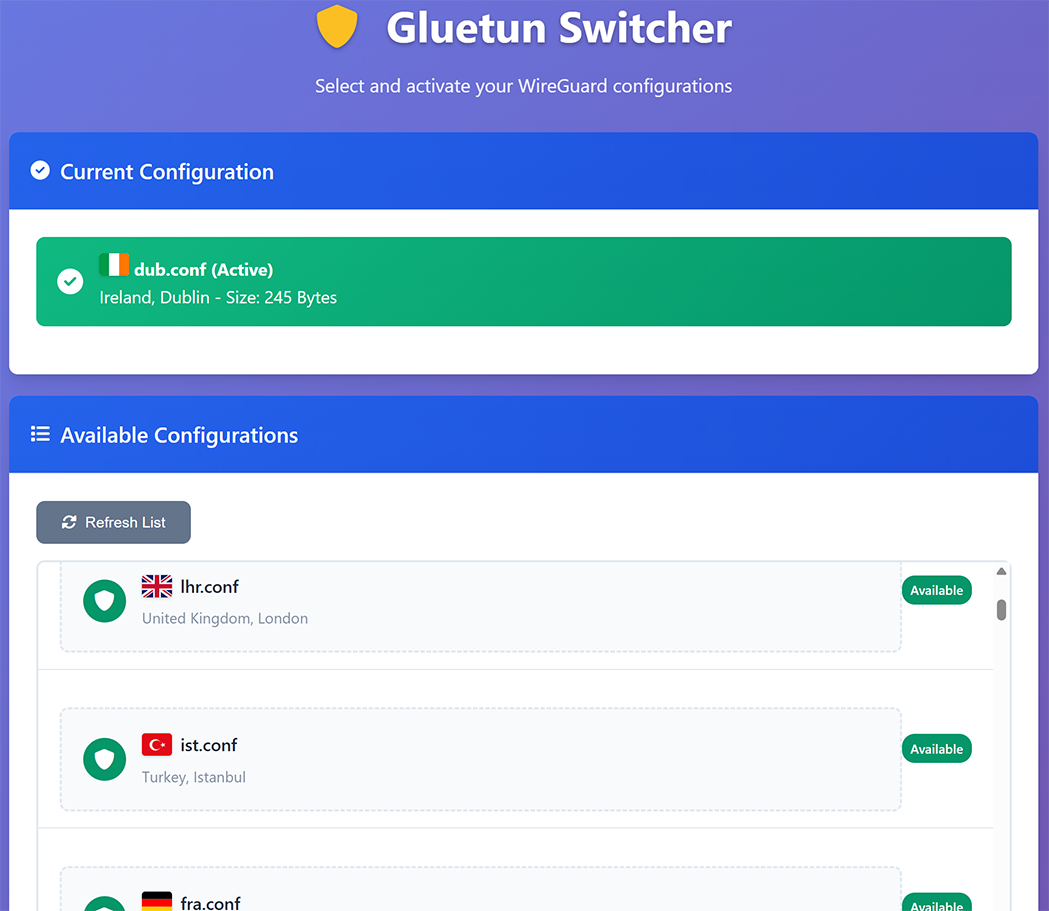 Gluetun Switcher
Select and activate your WireGuard configurations
Current Configuration
dub.conf (Active)
Ireland, Dublin - Size: 245 Bytes
Available Configurations
Refresh List
lhr.conf
Available
United Kingdom, London
ist.conf
Available
Turkey, Istanbul
fra.conf
Available